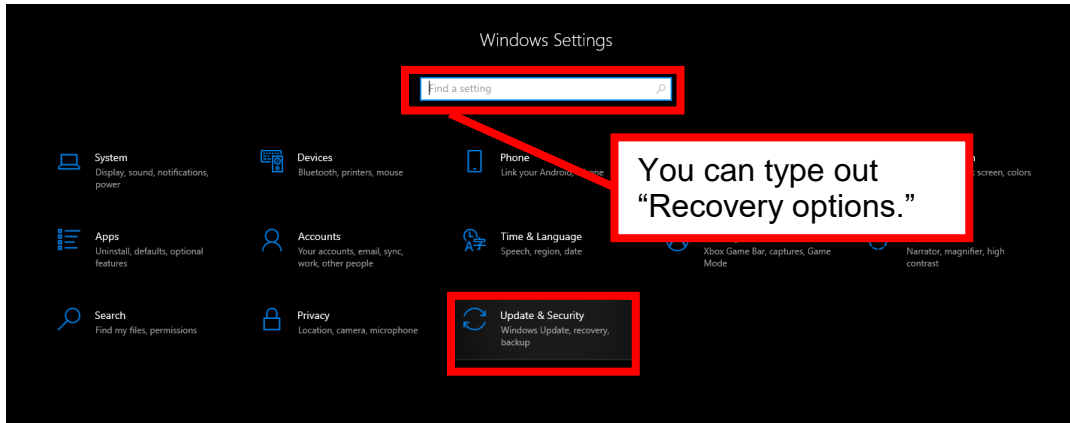 Windows Settings
Find a setting
You can type out
“Recovery options.”
System
Display, sound, notifications,
power
Devices
Bluetooth, printers, mouse
Phone
Link your Android,
screen, colors
Apps
Uninstall, defaults, optional
features
Accounts
Your accounts, email, sync,
work, other people
Time & Language
Speech, region, date
Xbox Game Bar, captures, Game
Mode
Narrator, magnifier, high
contrast
Search
Find my files, permissions
Privacy
Location, camera, microphone
Update & Security
Windows Update, recovery,
backup